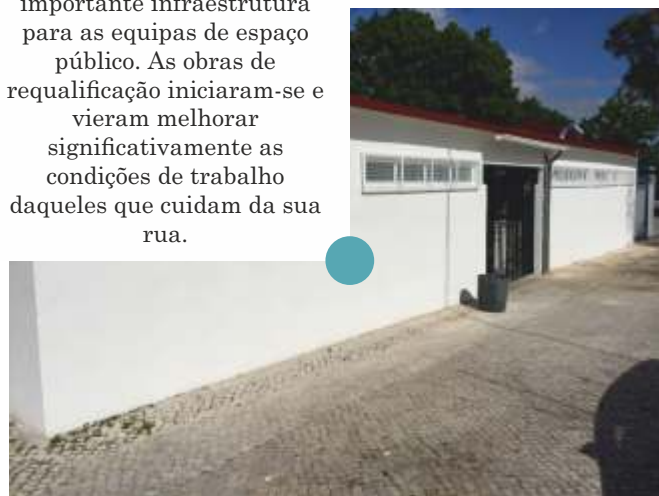 importante infraestrutura
para as equipas de espaço
público. As obras de
requalificação iniciaram-se e
vieram melhorar
significativamente as
condições de trabalho
daqueles que cuidam da sua
rua.